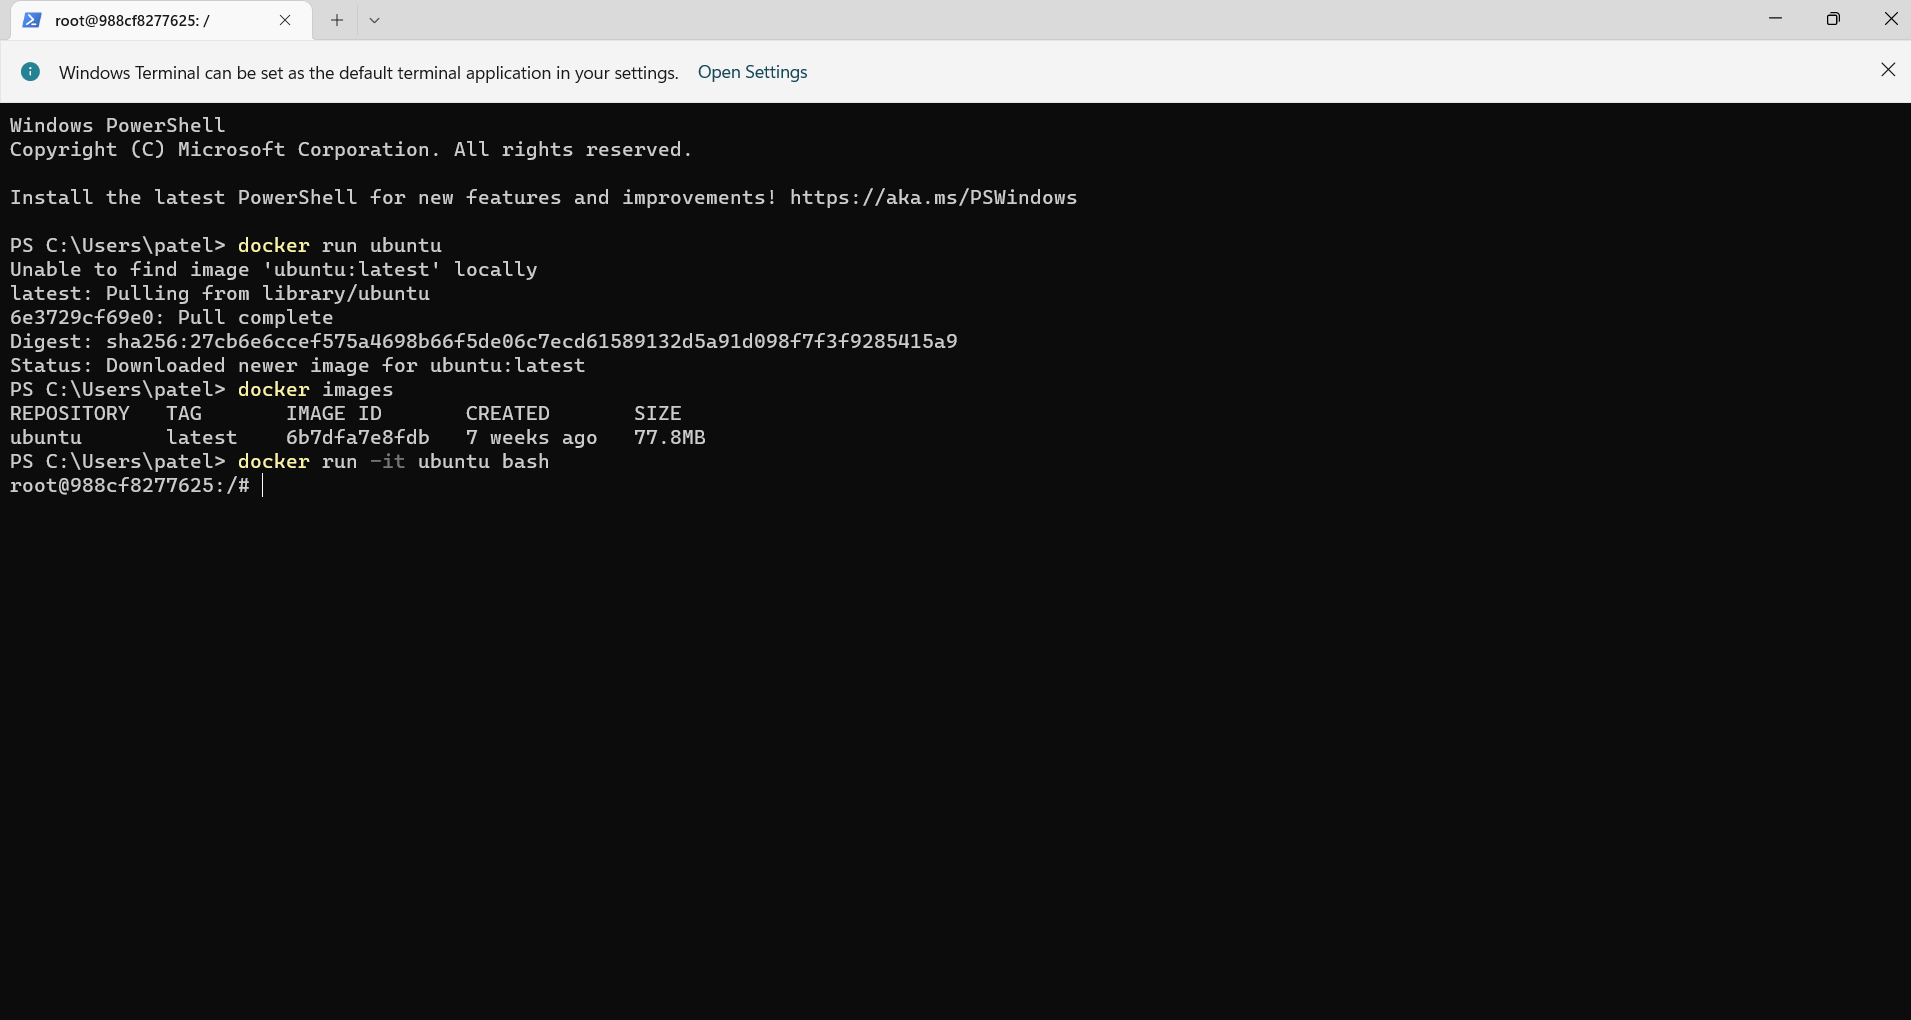 root@988cf8277625: /
Windows Terminal can be set as the default terminal application in your settings. Open Settings
Windows PowerShell
Copyright (C) Microsoft Corporation. All rights reserved.
Install the latest PowerShell for new features and improvements! https://aka.ms/PSWindows
PS C:\Users\patel> docker run ubuntu
Unable to find image 'ubuntu:latest' locally
latest: Pulling from library/ubuntu
6e3729cf69e0: Pull complete
Digest: sha256:27cb6e6ccef575a4698b66f5de06c7ecd61589132d5a91d098f7f3f9285415a9
Status: Downloaded newer image for ubuntu:latest
PS C:\Users\patel> docker images
REPOSITORY   TAG       IMAGE ID       CREATED       SIZE
ubuntu       latest    6b7dfa7e8fdb   7 weeks ago   77.8MB
PS C:\Users\patel> docker run -it ubuntu bash
root@988cf8277625:/#